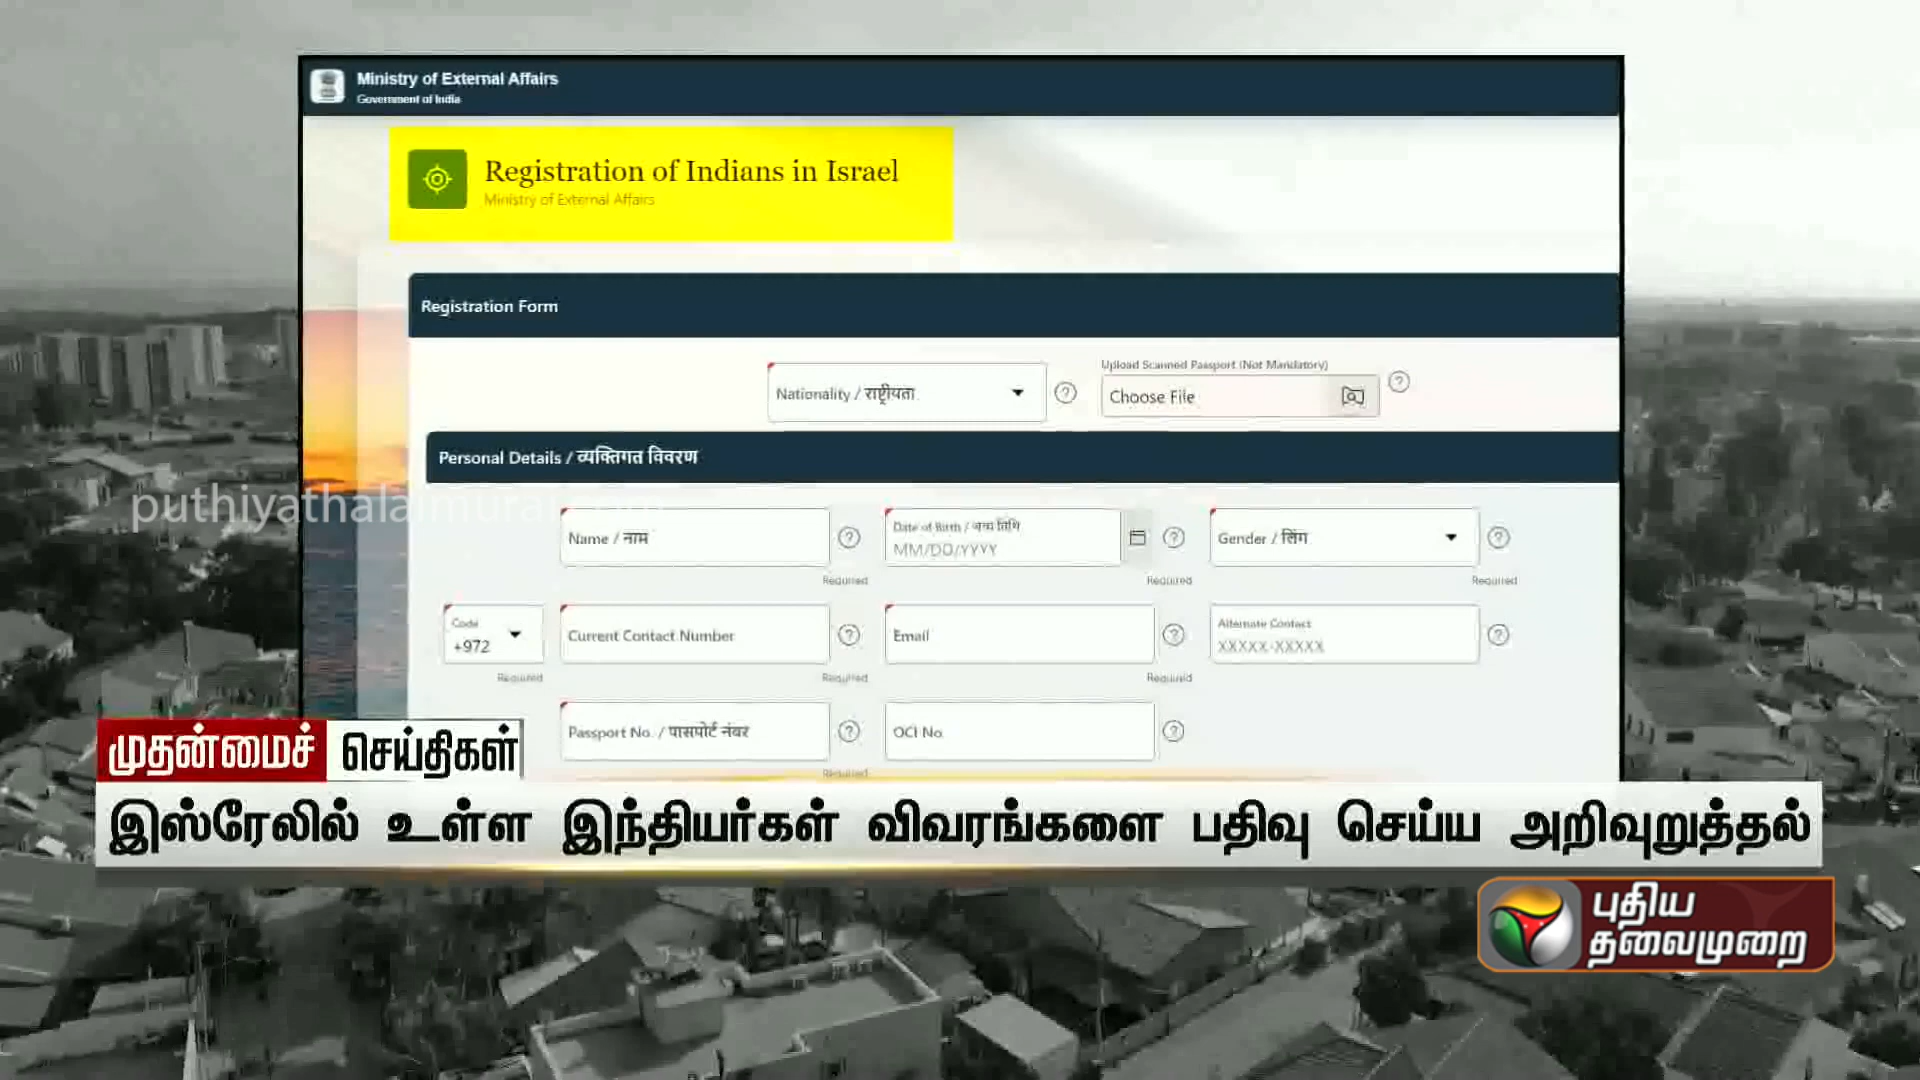 Ministry of External Affairs
Government of India
Registration of Indians in Israel
Ministry of External Affairs
Registration Form
Nationality / राष्ट्रीयता
Upload Scanned Passport (Not Mandatory)
Choose File
Personal Details / व्यक्तिगत विवरण
puthiyathalaimurai.com
Name / नाम
Date of Birth / जन्म तिथि
MM/DD/YYYY
Gender / लिंग
Required
Required
Required
Code
+972
Current Contact Number
Email
Alternate Contact
XXXXX-XXXXX
Required
Required
Required
Passport No. / पासपोर्ट नंबर
OCI No.
Required
முதன்மைச் செய்திகள்
இஸ்ரேலில் உள்ள இந்தியர்கள் விவரங்களை பதிவு செய்ய அறிவுறுத்தல்
புதிய
தலைமுறை